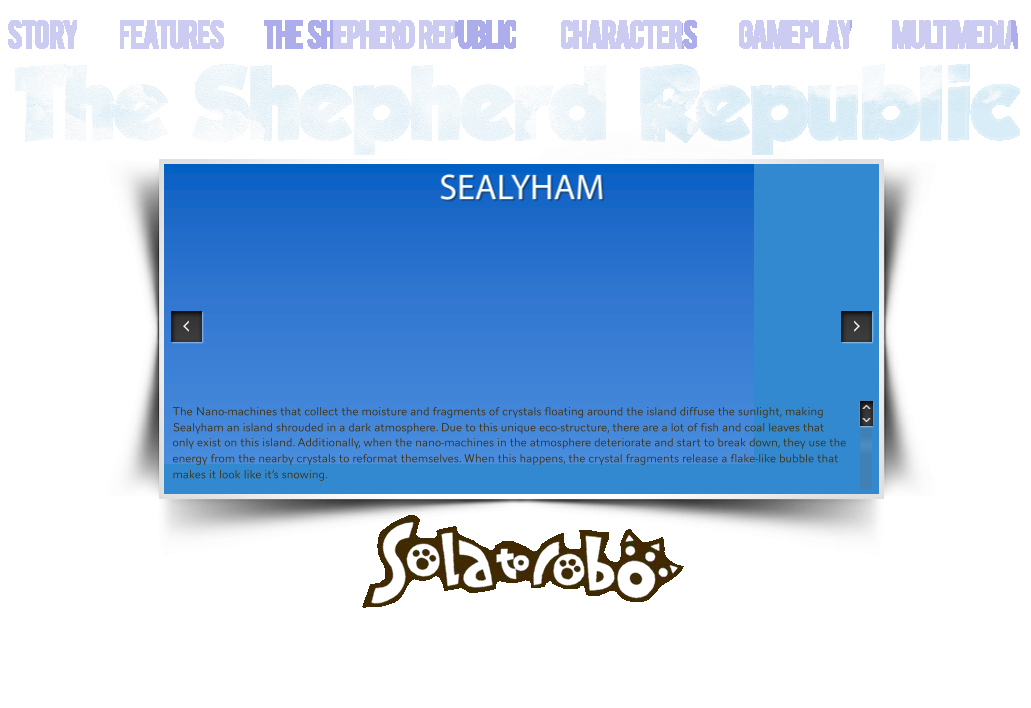 STORY FEATURES THE SHEPHERD REPUBLIC CHARACTERS GAMEPLAY MULTIMEDIA
The Shepherd Republic
SEALYHAM
The Nano-machines that collect the moisture and fragments of crystals floating around the island diffuse the sunlight, making
Sealyham an island shrouded in a dark atmosphere. Due to this unique eco-structure, there are a lot of fish and coal leaves that
only exist on this island. Additionally, when the nano-machines in the atmosphere deteriorate and start to break down, they use the
energy from the nearby crystals to reformat themselves. When this happens, the crystal fragments release a flake-like bubble that
makes it look like it's snowing.
Solatorobo